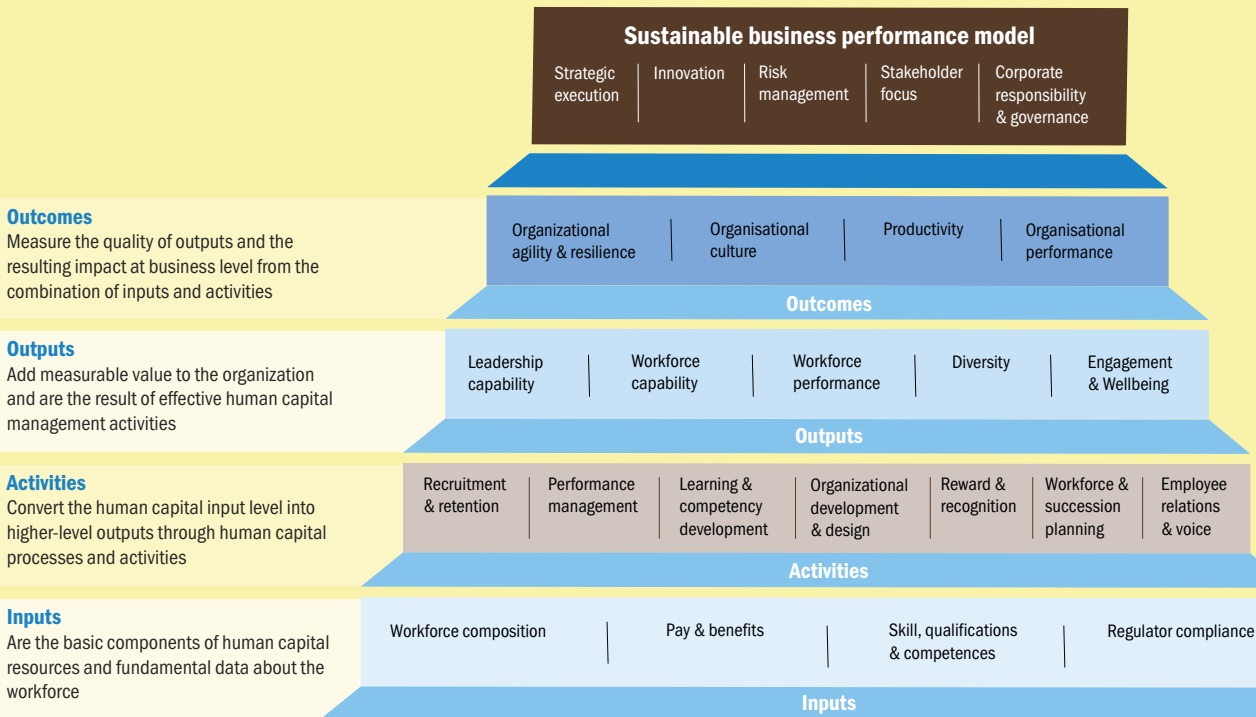 Sustainable business performance model
Strategic
execution
Innovation
Risk
management
Stakeholder
focus
Corporate
responsibility
& governance
Outcomes
Measure the quality of outputs and the
resulting impact at business level from the
combination of inputs and activities
Organizational
agility & resilience
Organisational
culture
Productivity
Organisational
performance
Outcomes
Outputs
Add measurable value to the organization
and are the result of effective human capital
management activities
Leadership
capability
Workforce
capability
Workforce
performance
Diversity
Engagement
& Wellbeing
Outputs
Activities
Convert the human capital input level into
higher-level outputs through human capital
processes and activities
Recruitment
& retention
Performance
management
Learning &
competency
development
Organizational
development
& design
Reward &
recognition
Workforce &
succession
planning
Employee
relations
& voice
Activities
Inputs
Are the basic components of human capital
resources and fundamental data about the
workforce
Workforce composition
Pay & benefits
Skill, qualifications
& competences
Regulator compliance
Inputs